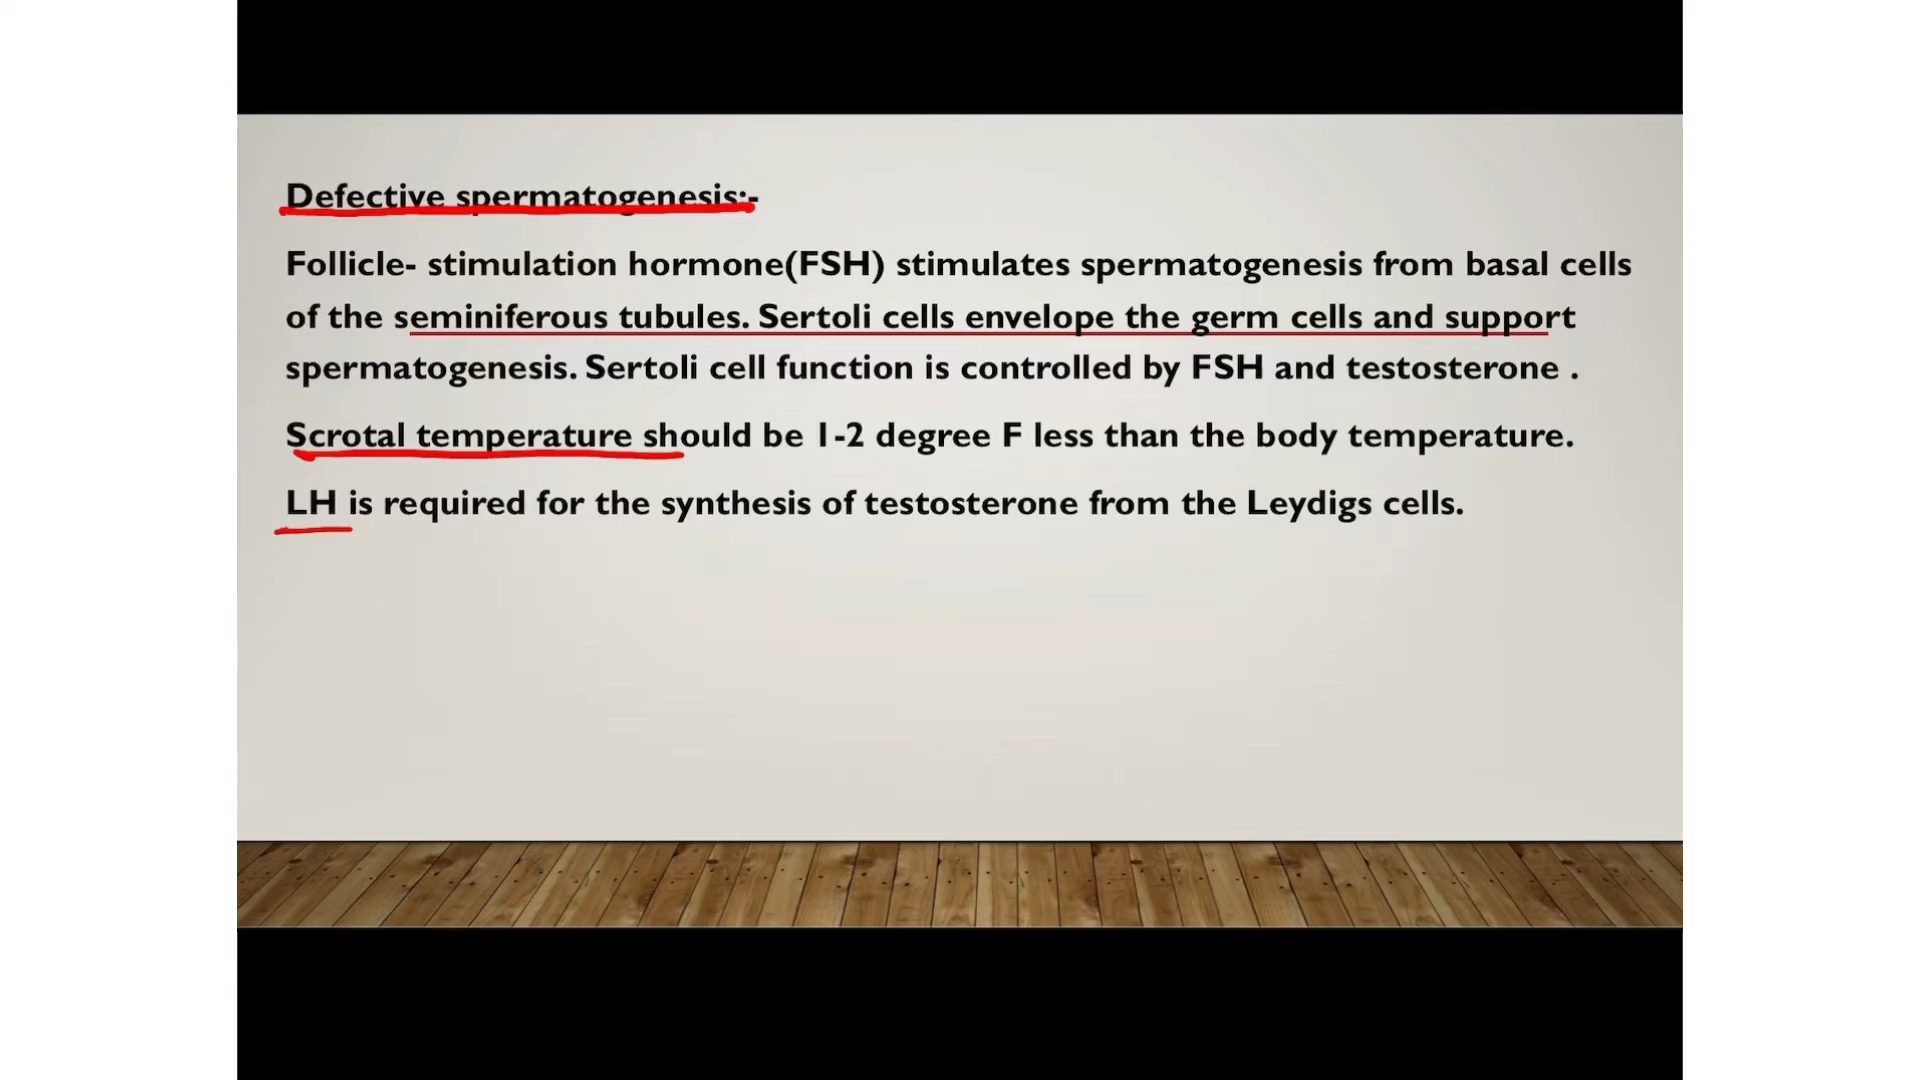 Defective spermatogenesis:-
Follicle- stimulation hormone(FSH) stimulates spermatogenesis from basal cells
of the seminiferous tubules. Sertoli cells envelope the germ cells and support
spermatogenesis. Sertoli cell function is controlled by FSH and testosterone .
Scrotal temperature should be 1-2 degree F less than the body temperature.
LH is required for the synthesis of testosterone from the Leydigs cells.